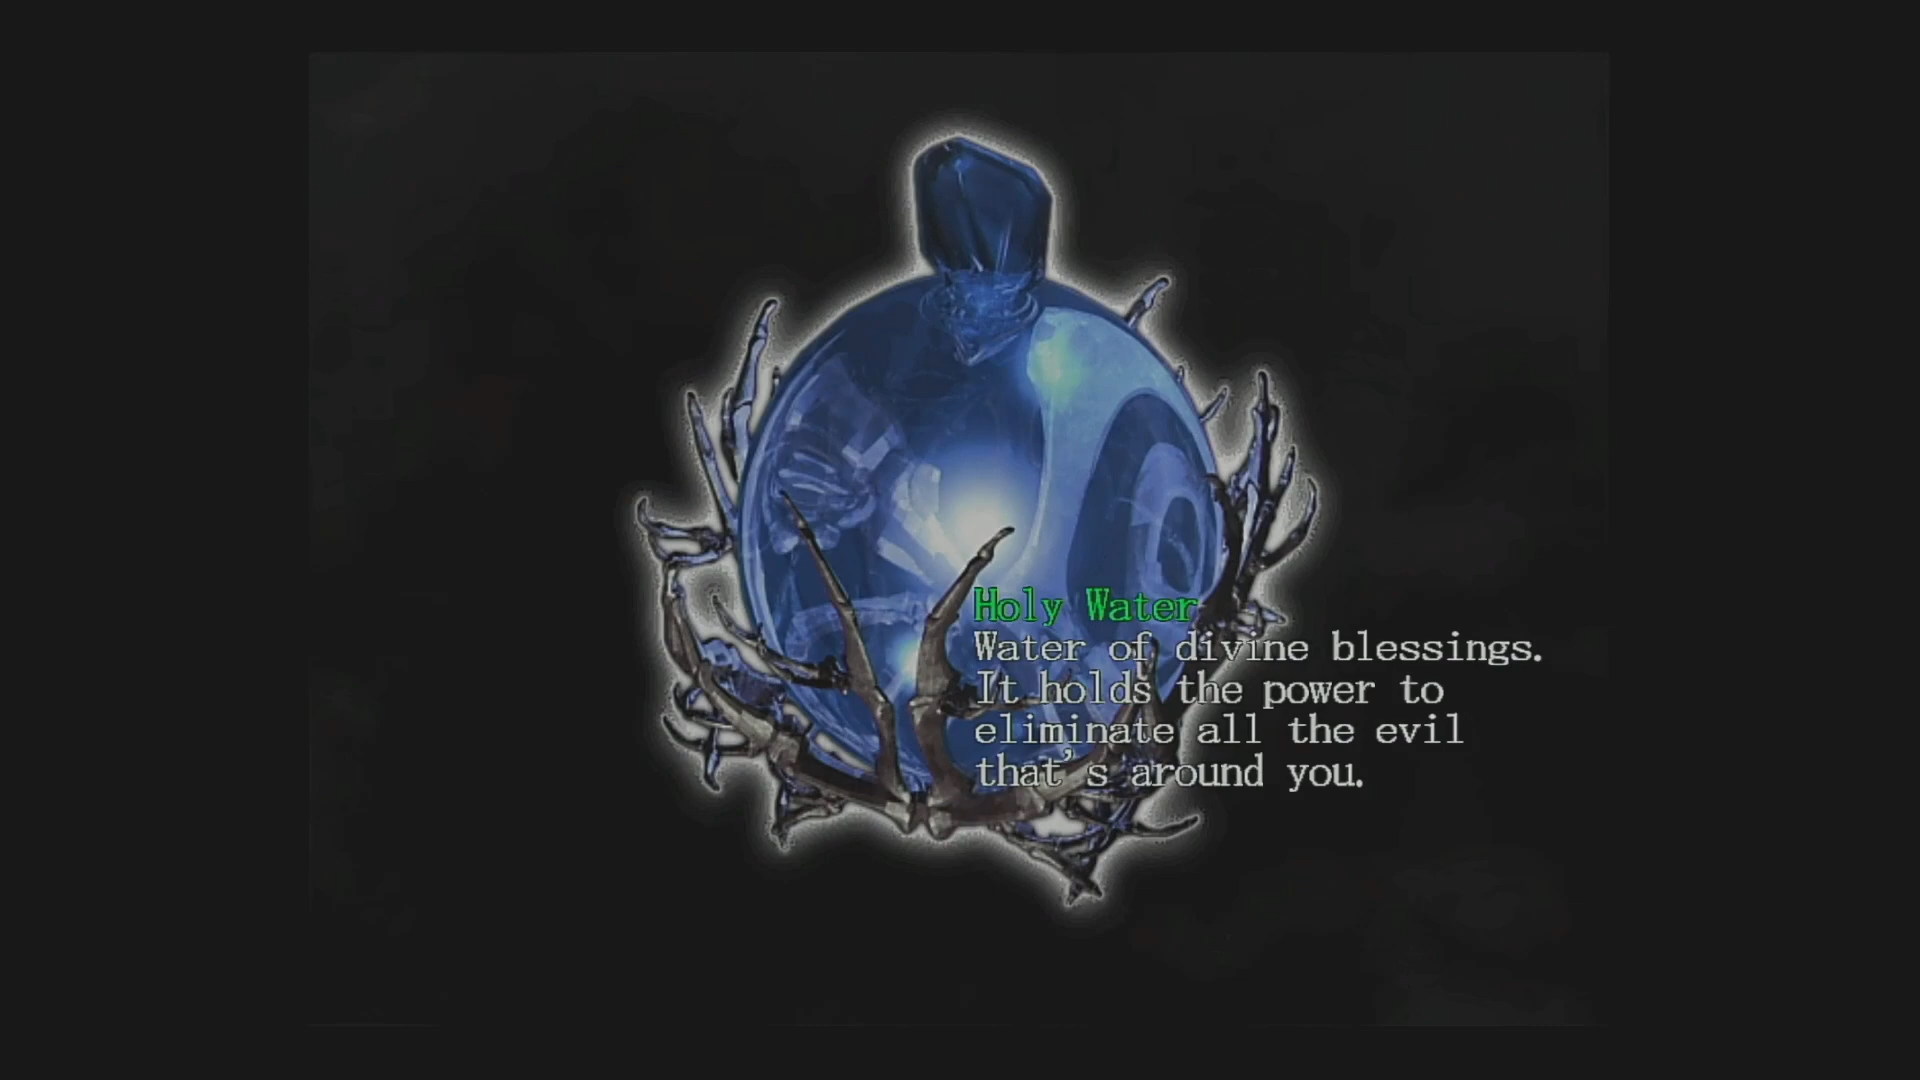 Holy Water
Water of divine blessings.
It holds the power to
eliminate all the evil
that's around you.